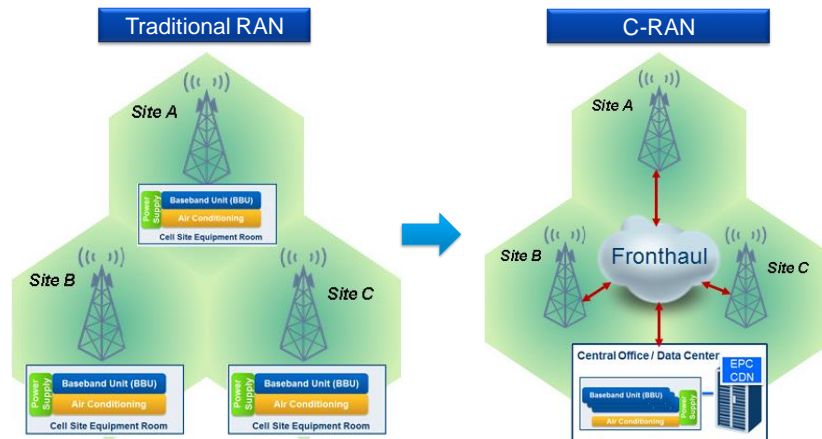 Traditional RAN
C-RAN
Site A
Power Supply
Baseband Unit (BBU)
Air Conditioning
Cell Site Equipment Room
Site B
Site C
Power Supply
Baseband Unit (BBU)
Air Conditioning
Cell Site Equipment Room
Power Supply
Baseband Unit (BBU)
Air Conditioning
Cell Site Equipment Room
Site A
Site B
Fronthaul
Site C
Central Office / Data Center
EPC
CDN
Baseband Unit (BBU)
Air Conditioning
Power Supply